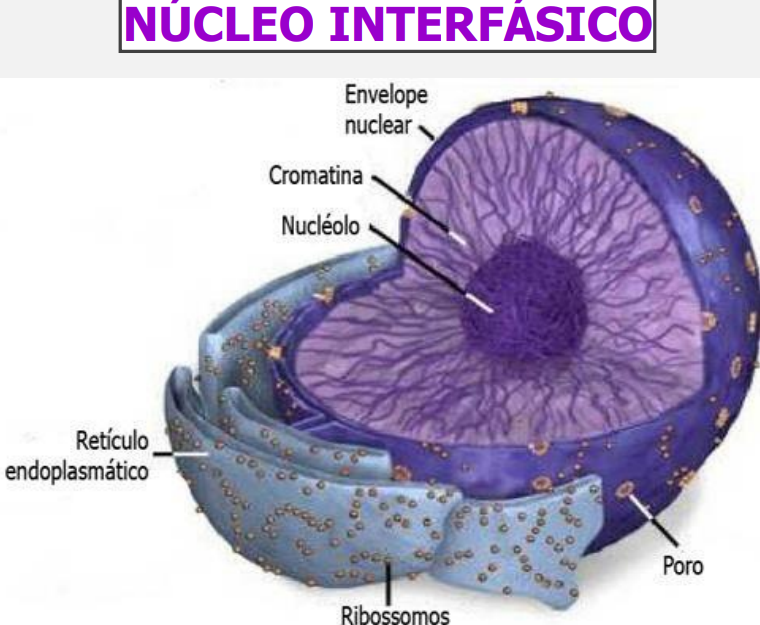 NÚCLEO INTERFÁSICO
Envelope
nuclear
Cromatina
Nucléolo
Retículo
endoplasmático
Poro
Ribossomos